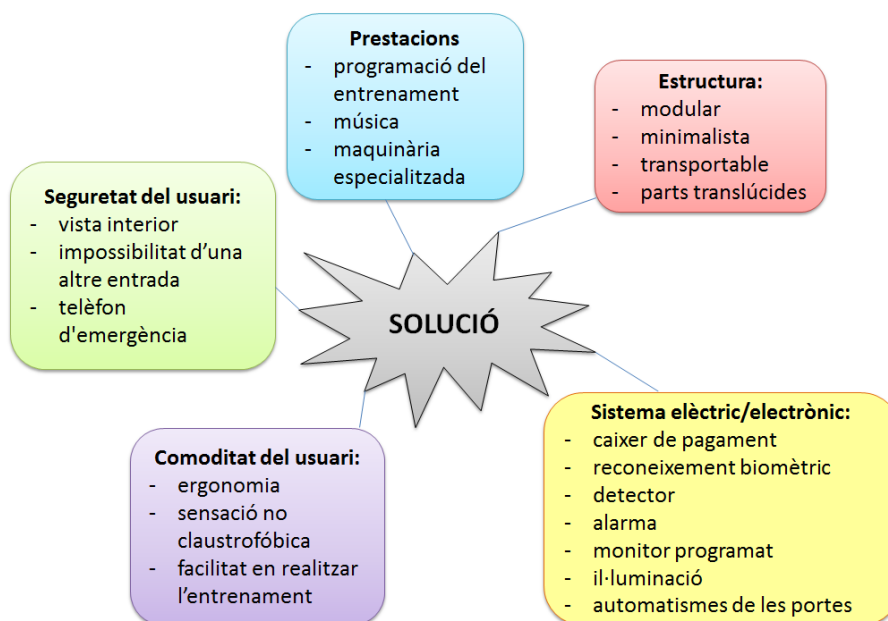 Prestacions
- programació del
entrenament
- música
- maquinària
especialitzada
Estructura:
- modular
- minimalista
- transportable
- parts translúcides
Seguretat del usuari:
- vista interior
- impossibilitat d’una
altre entrada
- telèfon
d'emergència
SOLUCIÓ
Comoditat del usuari:
- ergonomia
- sensació no
claustrofóbica
- facilitat en realitzar
l’entrenament
Sistema elèctric/electrònic:
- caixer de pagament
- reconeixement biomètric
- detector
- alarma
- monitor programat
- il·luminació
- automatismes de les portes